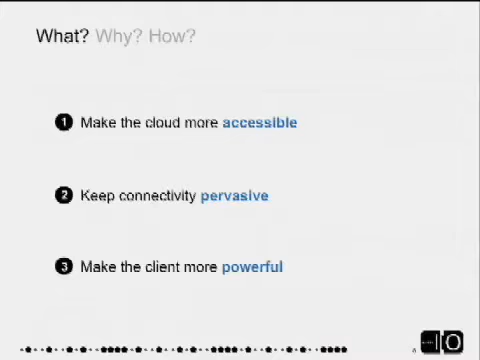 What? Why? How?
1 Make the cloud more accessible
2 Keep connectivity pervasive
3 Make the client more powerful
IO